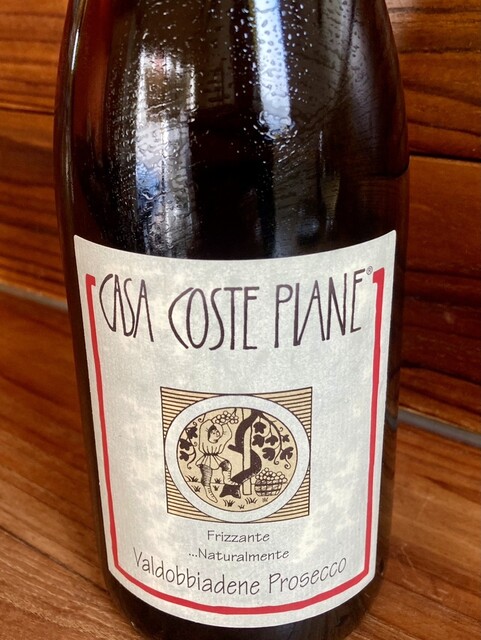 CASA COSTE PIANE®
Frizzante
...Naturalmente
Valdobbiadene Prosecco